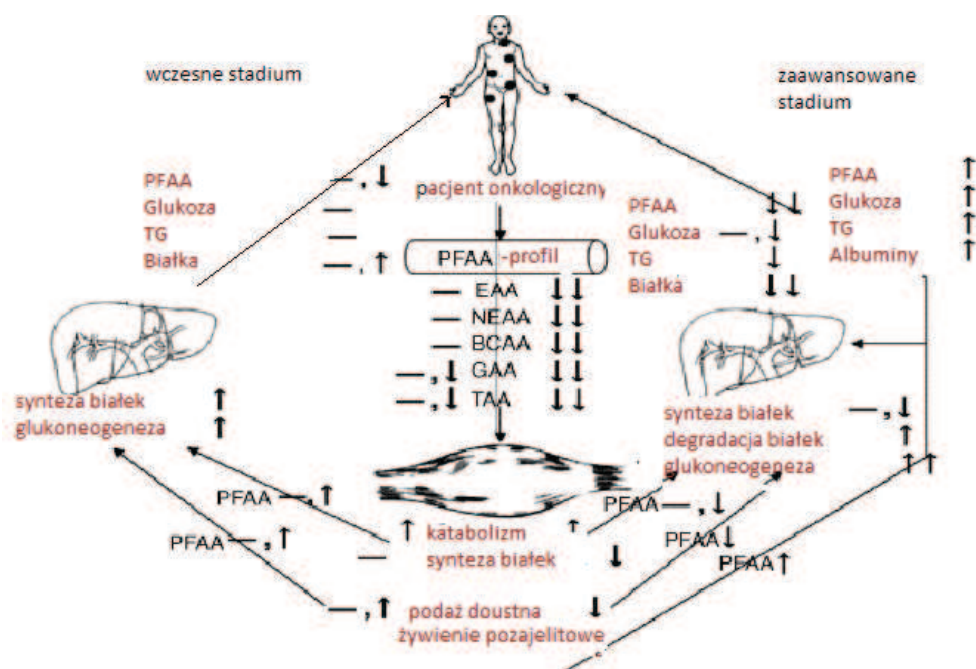 wczesne stadium
zaawansowane
stadium
PFAA —, ↓
Glukoza —
TG —
Białka —, ↑
pacjent onkologiczny
PFAA -profil
— EAA ↓ ↓
— NEAA ↓ ↓
— BCAA ↓ ↓
—, ↓ GAA ↓ ↓
—, ↓ TAA ↓ ↓
PFAA ↓ ↓
Glukoza —, ↓
TG ↓
Białka ↓ ↓
PFAA ↑
Glukoza ↑
TG ↑
Albuminy ↑
synteza białek ↑
glukoneogeneza ↑
synteza białek —, ↓
degradacja białek ↑
glukoneogeneza ↑ ↑
PFAA —, ↑
PFAA —, ↑
↑ katabolizm ↑
— synteza białek ↓
PFAA —, ↓
PFAA ↓
PFAA ↑
—, ↑ podaż doustna ↓
żywienie pozajelitowe